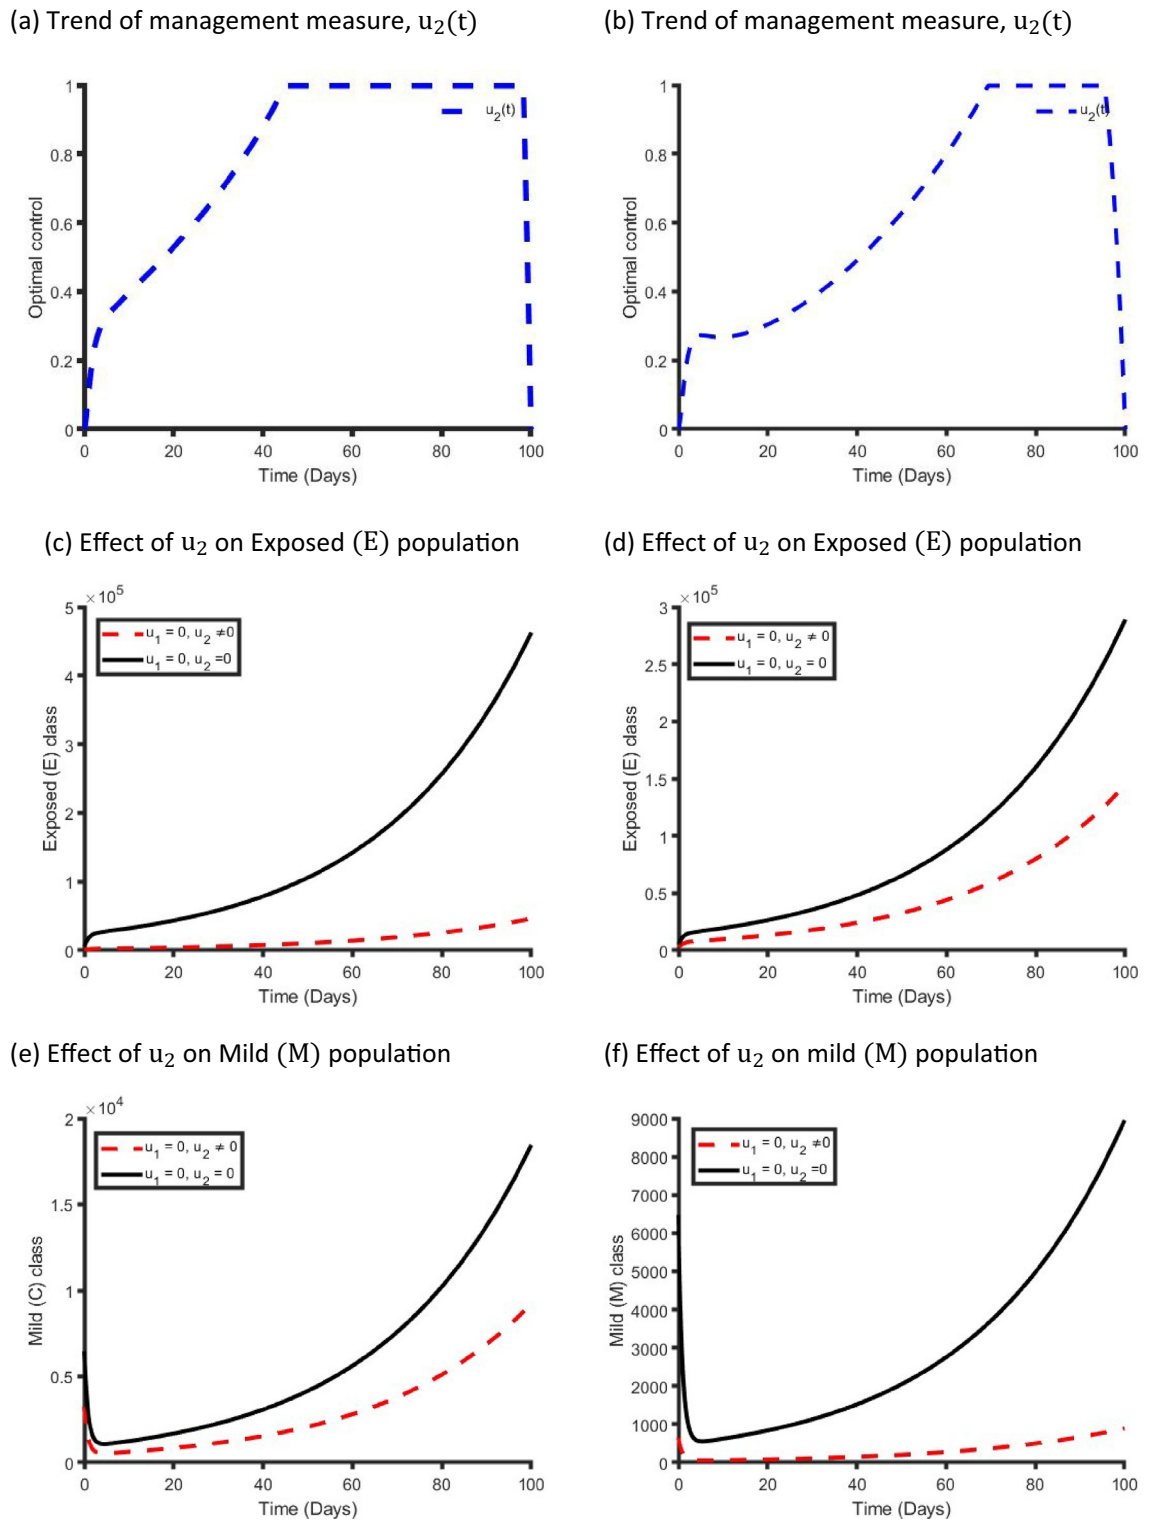 (a) Trend of management measure, u₂(t)
1
0.8
0.6
0.4
0.2
0
Optimal control
u₂(t)
0 20 40 60 80 100
Time (Days)
(b) Trend of management measure, u₂(t)
1
0.8
0.6
0.4
0.2
0
Optimal control
u₂(t)
0 20 40 60 80 100
Time (Days)
(c) Effect of u₂ on Exposed (E) population
×10⁵
5
4
3
2
1
0
Exposed (E) class
u₁ = 0, u₂ ≠0
u₁ = 0, u₂ =0
0 20 40 60 80 100
Time (Days)
(d) Effect of u₂ on Exposed (E) population
×10⁵
3
2.5
2
1.5
1
0.5
0
Exposed (E) class
u₁ = 0, u₂ ≠ 0
u₁ = 0, u₂ = 0
0 20 40 60 80 100
Time (Days)
(e) Effect of u₂ on Mild (M) population
×10⁴
2
1.5
1
0.5
0
Mild (C) class
u₁ = 0, u₂ ≠ 0
u₁ = 0, u₂ = 0
0 20 40 60 80 100
Time (Days)
(f) Effect of u₂ on mild (M) population
9000
8000
7000
6000
5000
4000
3000
2000
1000
0
Mild (M) class
u₁ = 0, u₂ ≠0
u₁ = 0, u₂ =0
0 20 40 60 80 100
Time (Days)